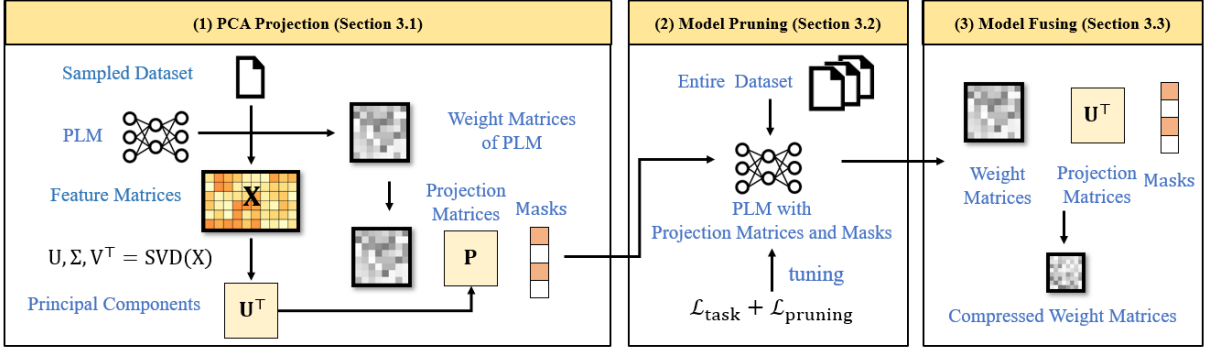 (1) PCA Projection (Section 3.1)
Sampled Dataset
PLM
Weight Matrices
of PLM
Feature Matrices
X
Projection
Matrices
Masks
U, Σ, V⊤ = SVD(X)
P
Principal Components
U⊤
(2) Model Pruning (Section 3.2)
Entire Dataset
PLM with
Projection Matrices and Masks
tuning
ℒtask + ℒpruning
(3) Model Fusing (Section 3.3)
U⊤
Weight
Matrices
Projection
Matrices
Masks
Compressed Weight Matrices